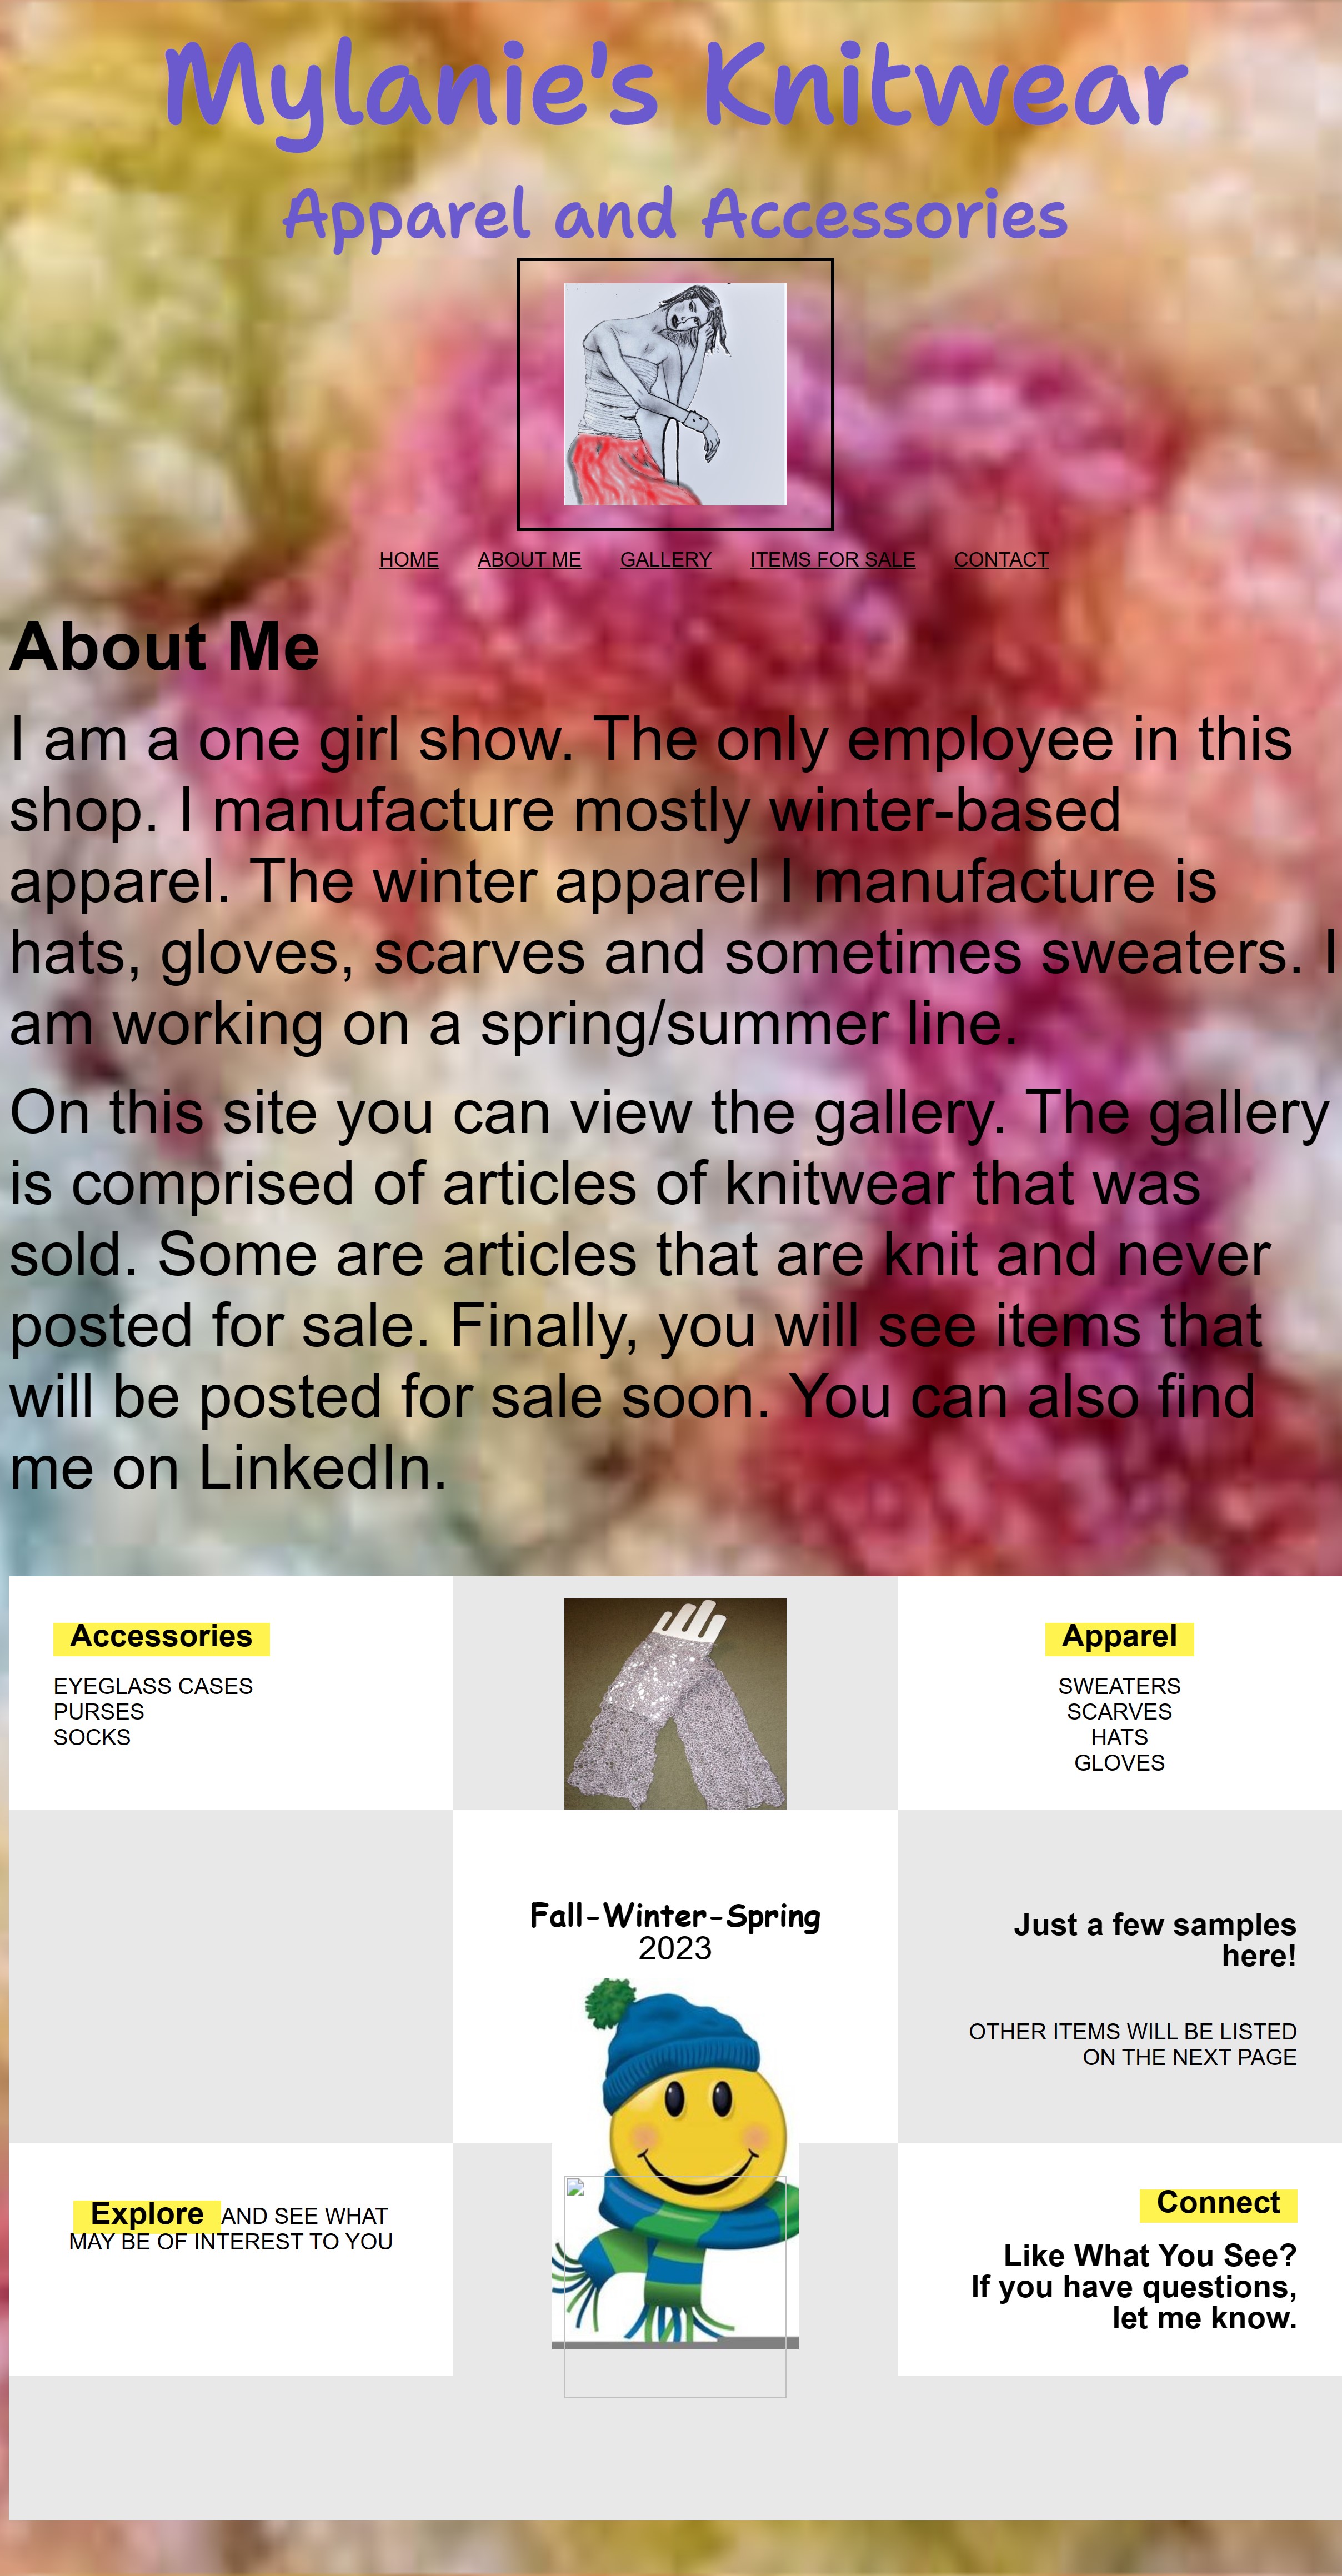 Mylanie's Knitwear
Apparel and Accessories
HOME ABOUT ME GALLERY ITEMS FOR SALE CONTACT
About Me
I am a one girl show. The only employee in this
shop. I manufacture mostly winter-based
apparel. The winter apparel I manufacture is
hats, gloves, scarves and sometimes sweaters. I
am working on a spring/summer line.
On this site you can view the gallery. The gallery
is comprised of articles of knitwear that was
sold. Some are articles that are knit and never
posted for sale. Finally, you will see items that
will be posted for sale soon. You can also find
me on LinkedIn.
Accessories
EYEGLASS CASES
PURSES
SOCKS
Apparel
SWEATERS
SCARVES
HATS
GLOVES
Fall-Winter-Spring
2023
Just a few samples
here!
OTHER ITEMS WILL BE LISTED
ON THE NEXT PAGE
Explore AND SEE WHAT
MAY BE OF INTEREST TO YOU
Connect
Like What You See?
If you have questions,
let me know.